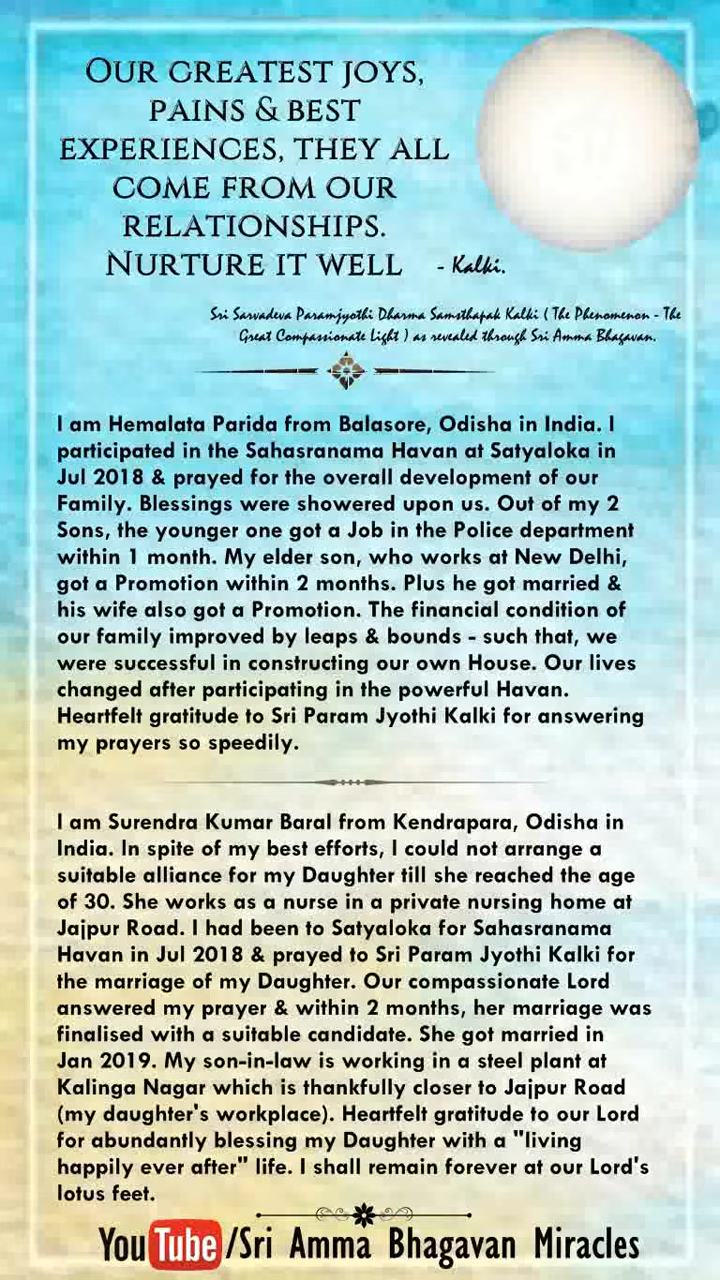 OUR GREATEST JOYS,
PAINS & BEST
EXPERIENCES, THEY ALL
COME FROM OUR
RELATIONSHIPS.
NURTURE IT WELL - Kalki.
Sri Sarvadeva Paramjyothi Dharma Samsthapak Kalki ( The Phenomenon - The
Great Compassionate Light ) as revealed through Sri Amma Bhagavan.
I am Hemalata Parida from Balasore, Odisha in India. I
participated in the Sahasranama Havan at Satyaloka in
Jul 2018 & prayed for the overall development of our
Family. Blessings were showered upon us. Out of my 2
Sons, the younger one got a Job in the Police department
within 1 month. My elder son, who works at New Delhi,
got a Promotion within 2 months. Plus he got married &
his wife also got a Promotion. The financial condition of
our family improved by leaps & bounds - such that, we
were successful in constructing our own House. Our lives
changed after participating in the powerful Havan.
Heartfelt gratitude to Sri Param Jyothi Kalki for answering
my prayers so speedily.
I am Surendra Kumar Baral from Kendrapara, Odisha in
India. In spite of my best efforts, I could not arrange a
suitable alliance for my Daughter till she reached the age
of 30. She works as a nurse in a private nursing home at
Jajpur Road. I had been to Satyaloka for Sahasranama
Havan in Jul 2018 & prayed to Sri Param Jyothi Kalki for
the marriage of my Daughter. Our compassionate Lord
answered my prayer & within 2 months, her marriage was
finalised with a suitable candidate. She got married in
Jan 2019. My son-in-law is working in a steel plant at
Kalinga Nagar which is thankfully closer to Jajpur Road
(my daughter's workplace). Heartfelt gratitude to our Lord
for abundantly blessing my Daughter with a "living
happily ever after" life. I shall remain forever at our Lord's
lotus feet.
YouTube/Sri Amma Bhagavan Miracles